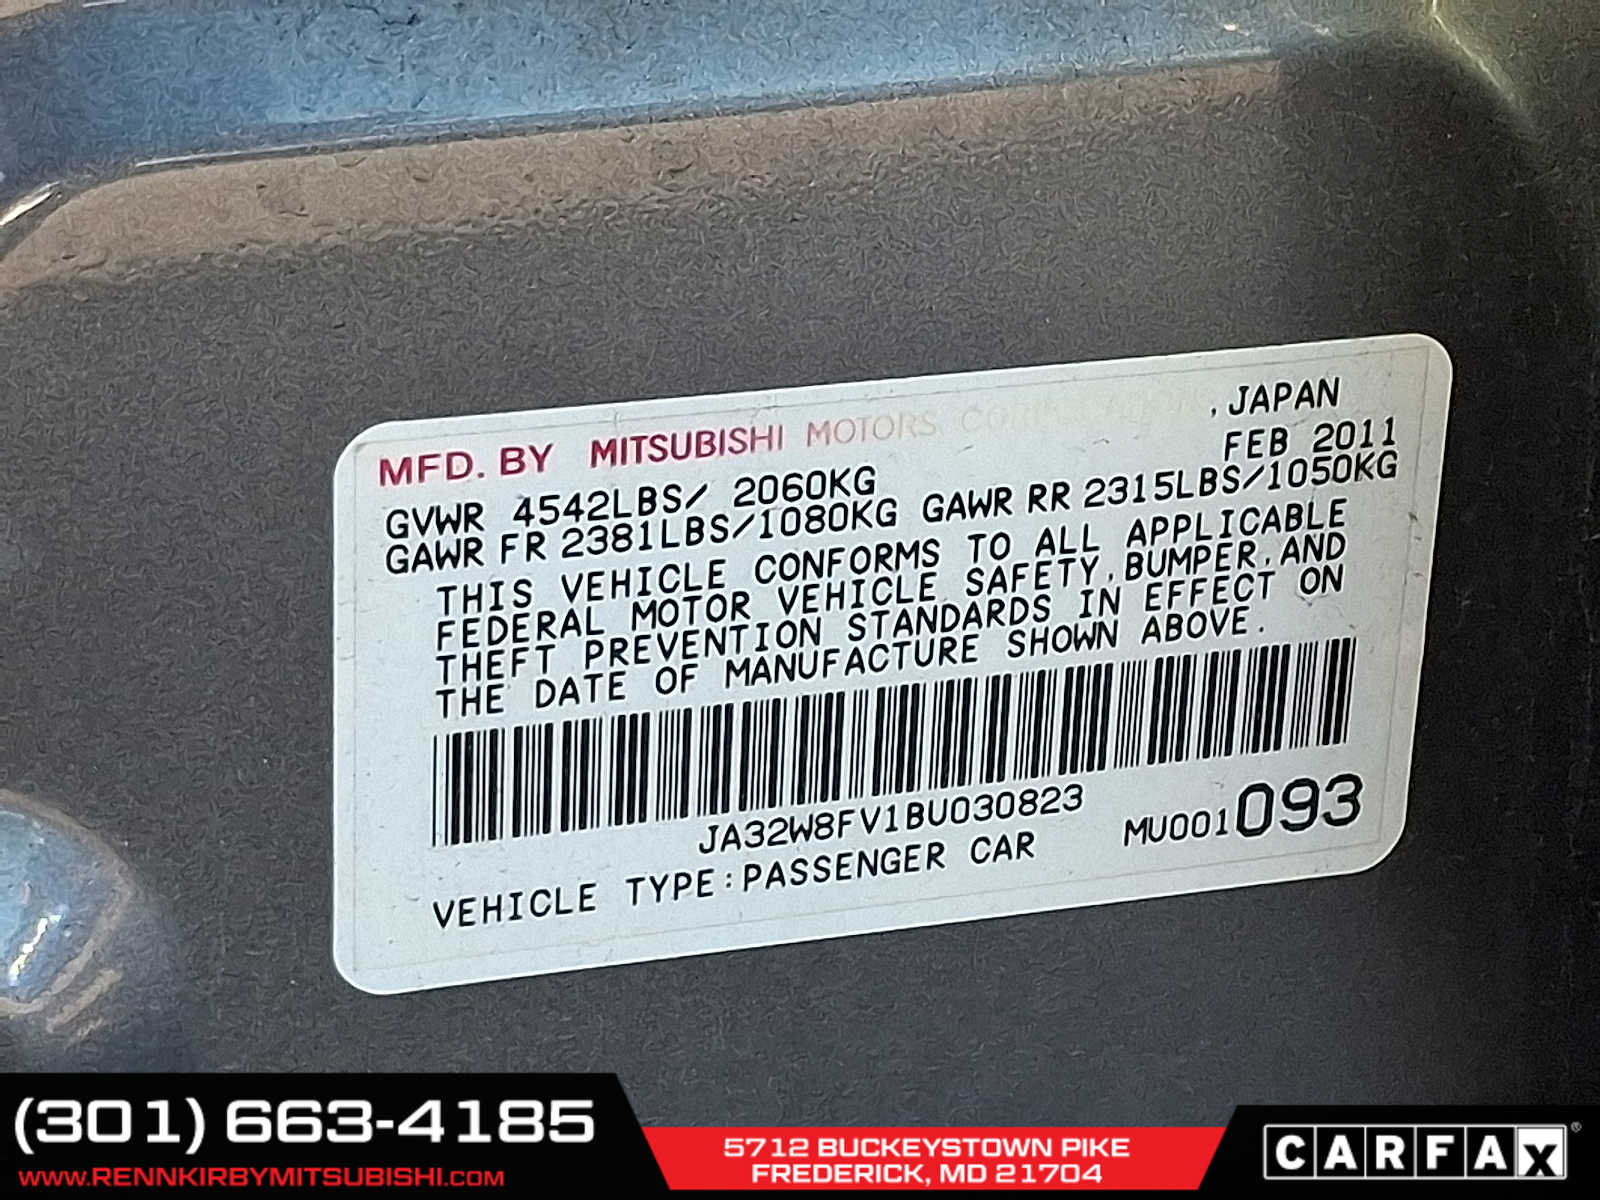 MFD. BY MITSUBISHI MOTORS CORPORATION, JAPAN
FEB 2011
GVWR 4542LBS/ 2060KG
GAWR FR 2381LBS/1080KG GAWR RR 2315LBS/1050KG
THIS VEHICLE CONFORMS TO ALL APPLICABLE
FEDERAL MOTOR VEHICLE SAFETY, BUMPER, AND
THEFT PREVENTION STANDARDS IN EFFECT ON
THE DATE OF MANUFACTURE SHOWN ABOVE.
JA32W8FV1BU030823
MU001093
VEHICLE TYPE:PASSENGER CAR
(301) 663-4185
WWW.RENNKIRBYMITSUBISHI.COM
5712 BUCKEYSTOWN PIKE
FREDERICK, MD 21704
CARFAX®